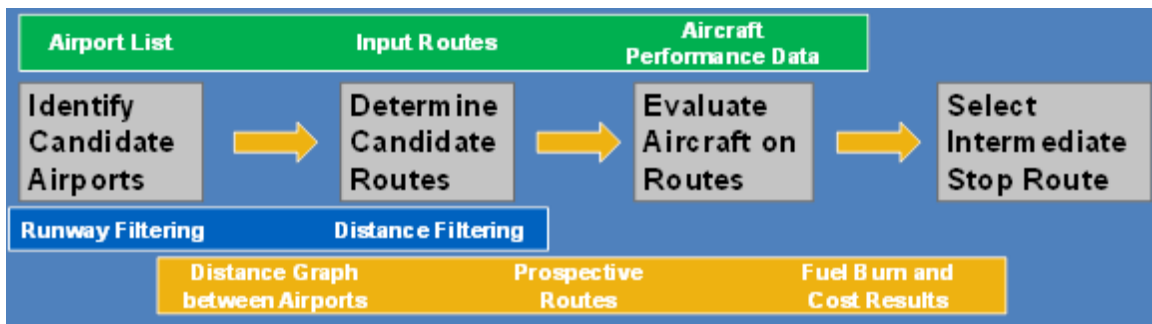 Airport List
Input Routes
Aircraft
Performance Data
Identify
Candidate
Airports
Determine
Candidate
Routes
Evaluate
Aircraft on
Routes
Select
Intermediate
Stop Route
Runway Filtering
Distance Filtering
Distance Graph
between Airports
Prospective
Routes
Fuel Burn and
Cost Results